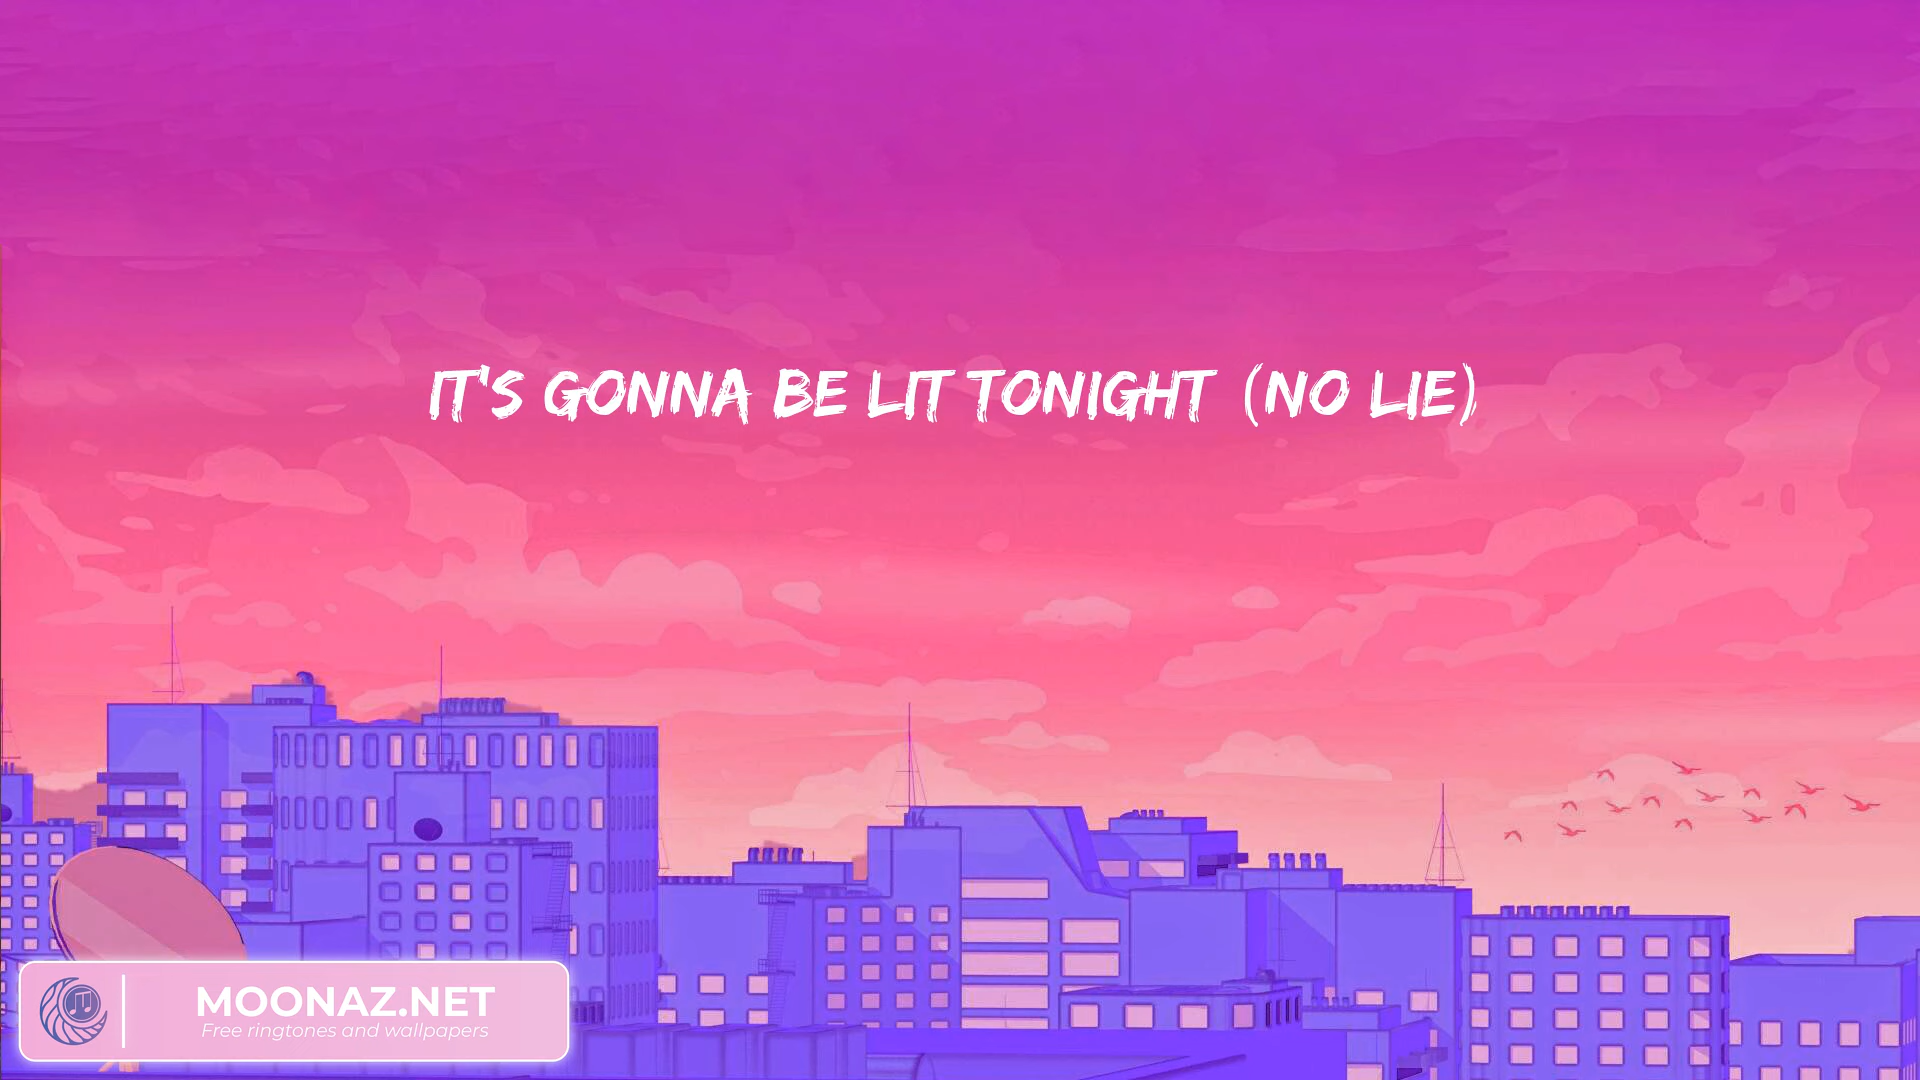 IT'S GONNA BE LIT TONIGHT (NO LIE)
MOONAZ.NET
Free ringtones and wallpapers